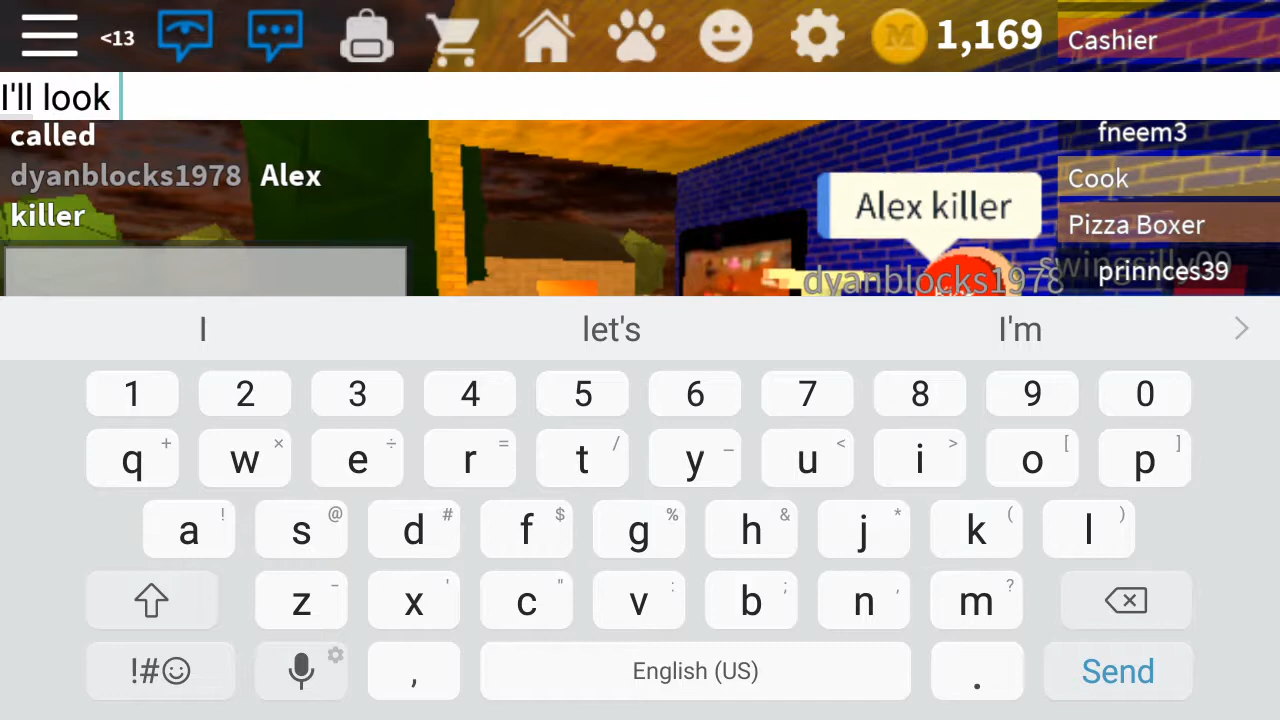 <13
1,169
Cashier
I'll look
called
fneem3
dyanblocks1978 Alex
killer
Alex killer
Cook
Pizza Boxer
dyanblocks1978
prinnces39
I let's I'm
1 2 3 4 5 6 7 8 9 0
q + w × e ÷ r = t / y _ u < i > o [ p ]
a ! s @ d # f $ g % h & j * k ( l )
z - x ' c " v : b ; n , m ?
!#☺ , English (US) . Send